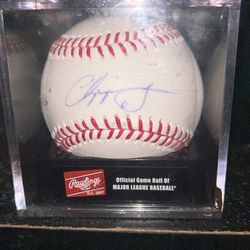 Rawlings
EST. 1887
Official Game Ball Of
MAJOR LEAGUE BASEBALL®